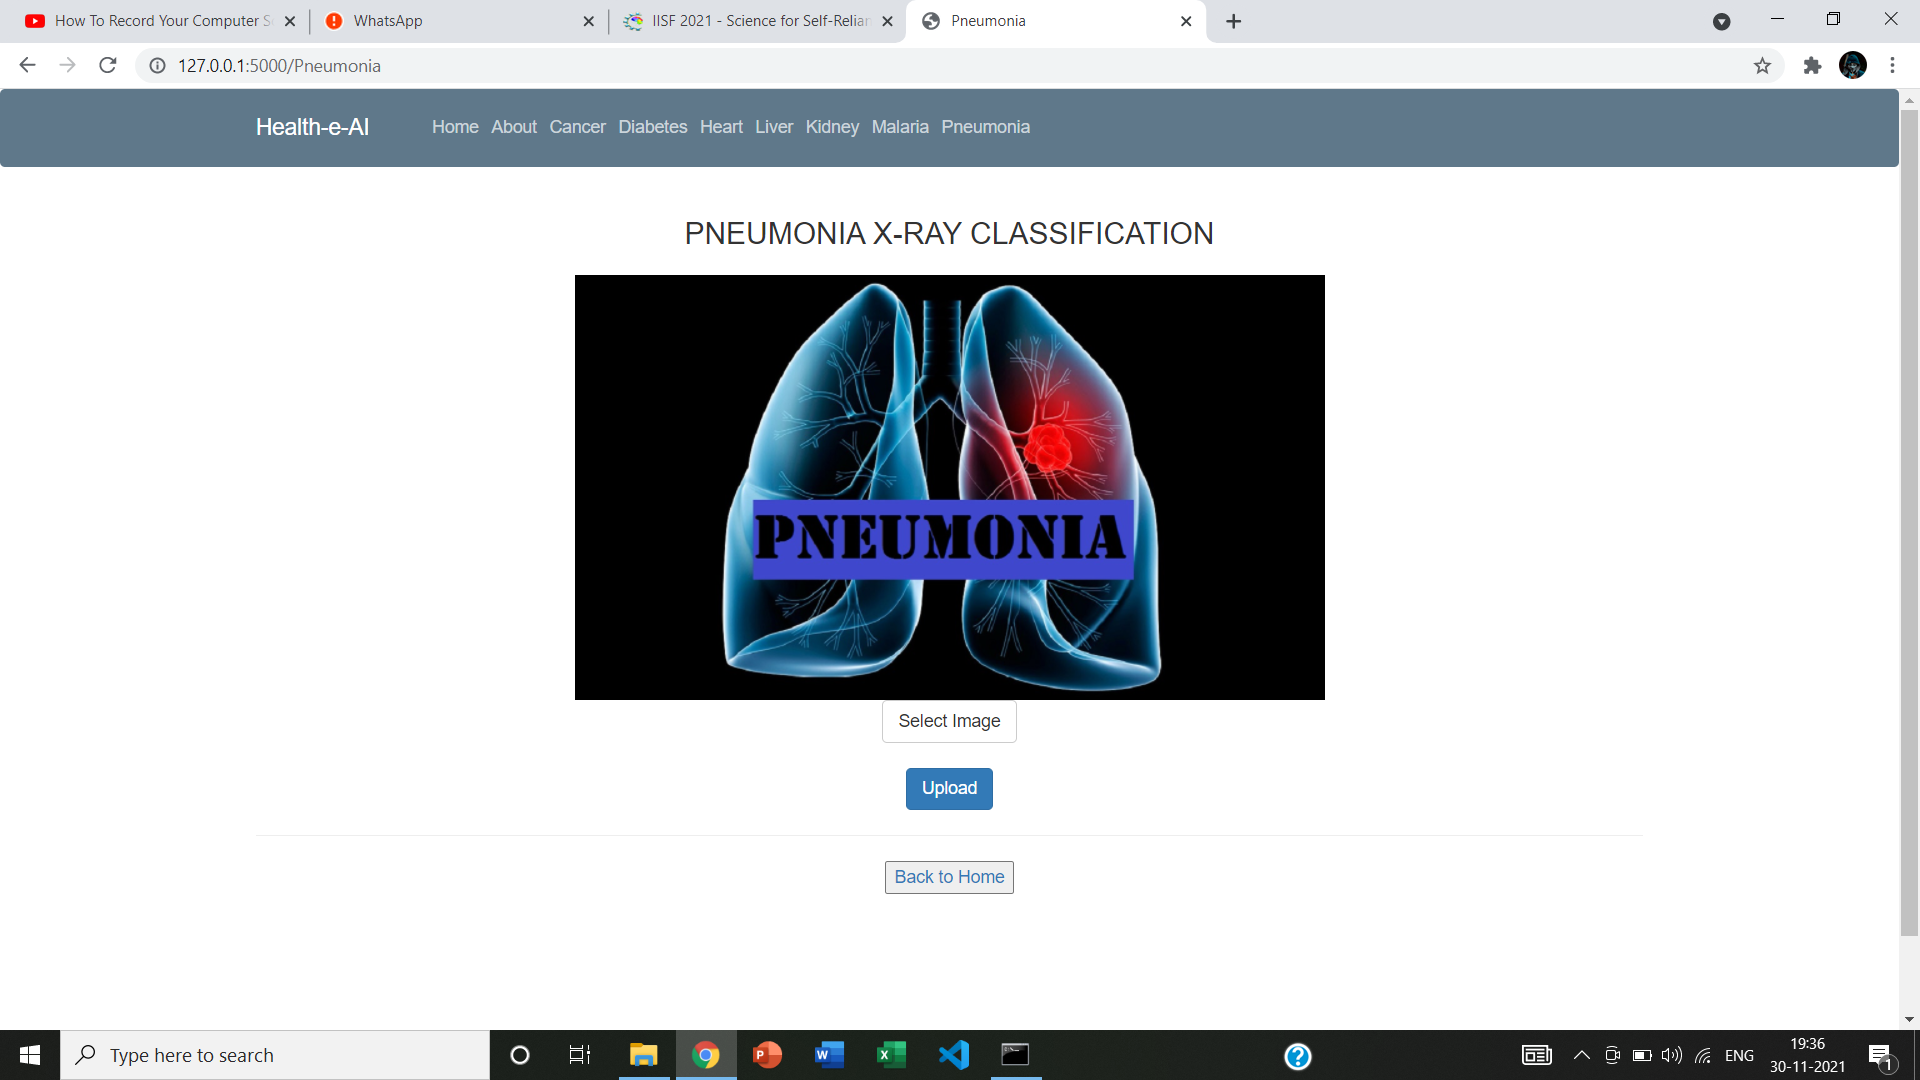 How To Record Your Computer S
WhatsApp
IISF 2021 - Science for Self-Relian
Pneumonia
127.0.0.1:5000/Pneumonia
Health-e-AI
Home About Cancer Diabetes Heart Liver Kidney Malaria Pneumonia
PNEUMONIA X-RAY CLASSIFICATION
PNEUMONIA
Select Image
Upload
Back to Home
Type here to search
ENG
19:36
30-11-2021
1